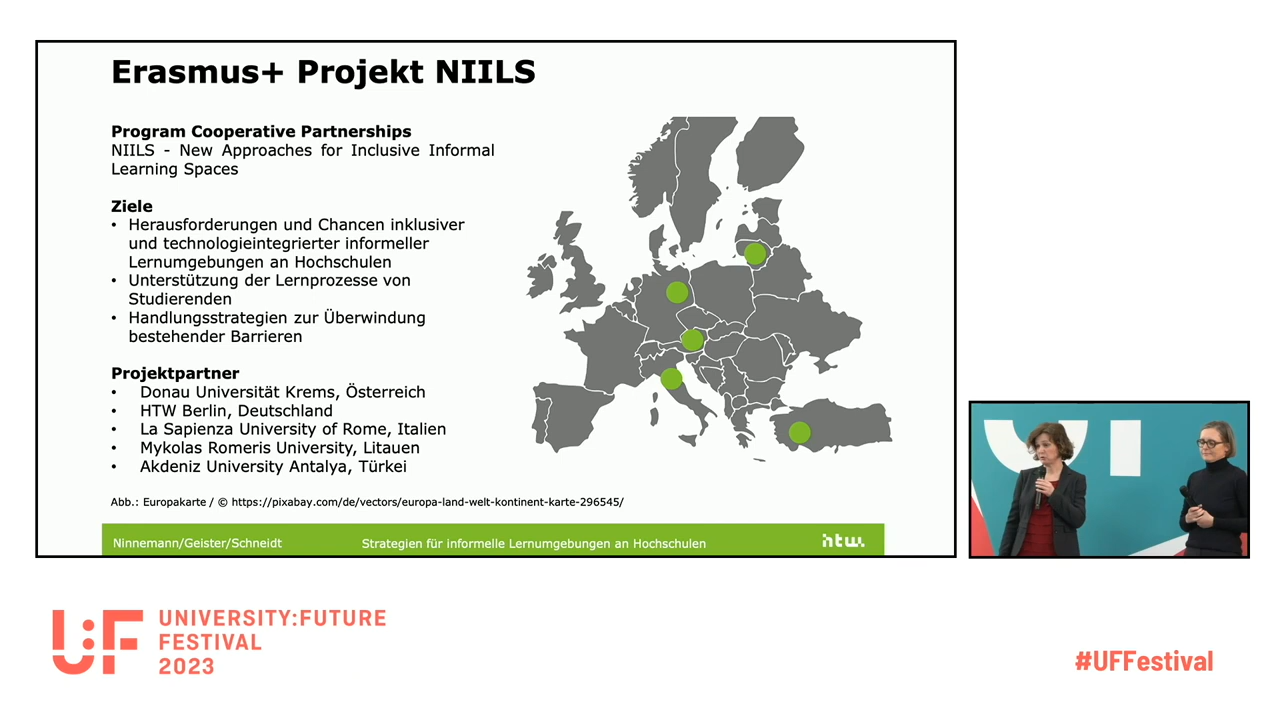 Erasmus+ Projekt NIILS
Program Cooperative Partnerships
NIILS - New Approaches for Inclusive Informal
Learning Spaces
Ziele
• Herausforderungen und Chancen inklusiver
und technologieintegrierter informeller
Lernumgebungen an Hochschulen
• Unterstützung der Lernprozesse von
Studierenden
• Handlungsstrategien zur Überwindung
bestehender Barrieren
Projektpartner
• Donau Universität Krems, Österreich
• HTW Berlin, Deutschland
• La Sapienza University of Rome, Italien
• Mykolas Romeris University, Litauen
• Akdeniz University Antalya, Türkei
Abb.: Europakarte / © https://pixabay.com/de/vectors/europa-land-welt-kontinent-karte-296545/
Ninnemann/Geister/Schneidt
Strategien für informelle Lernumgebungen an Hochschulen
htw.
U:F
UNIVERSITY:FUTURE
FESTIVAL
2023
#UFFestival